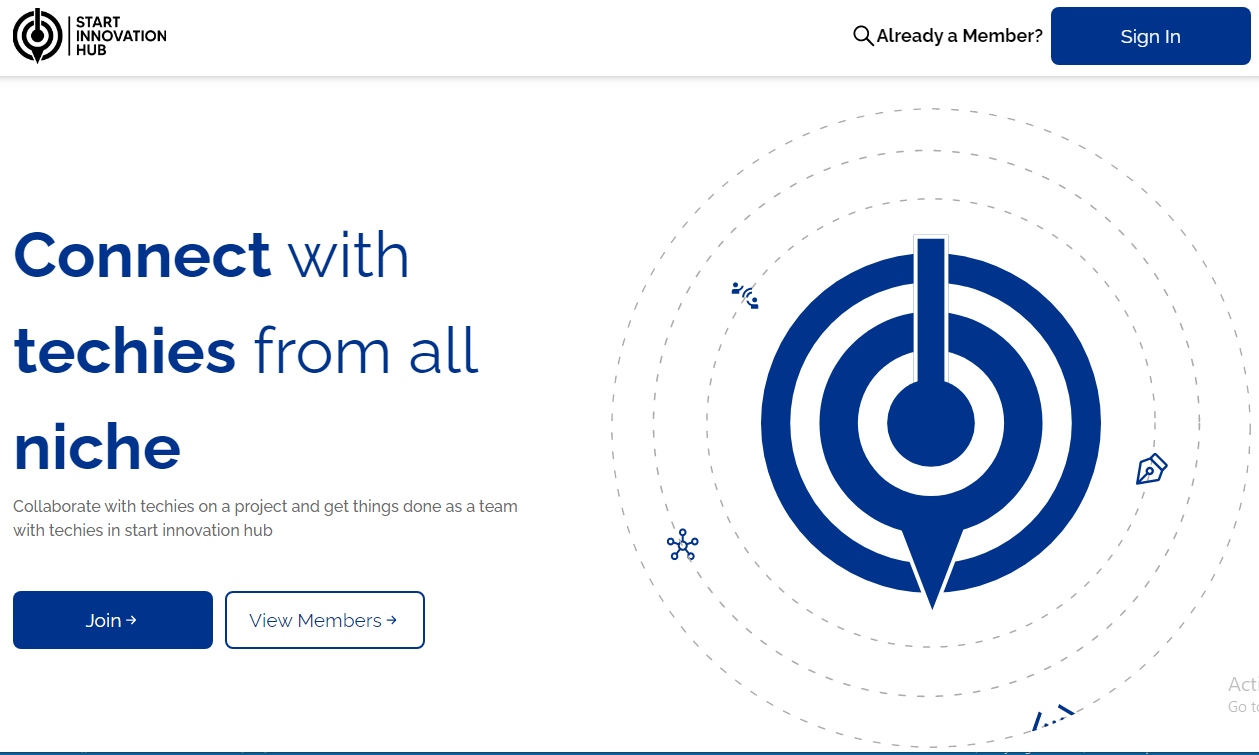 START
INNOVATION
HUB
Already a Member?
Sign In
Connect with
techies from all
niche
Collaborate with techies on a project and get things done as a team
with techies in start innovation hub
Join →
View Members →
Go to